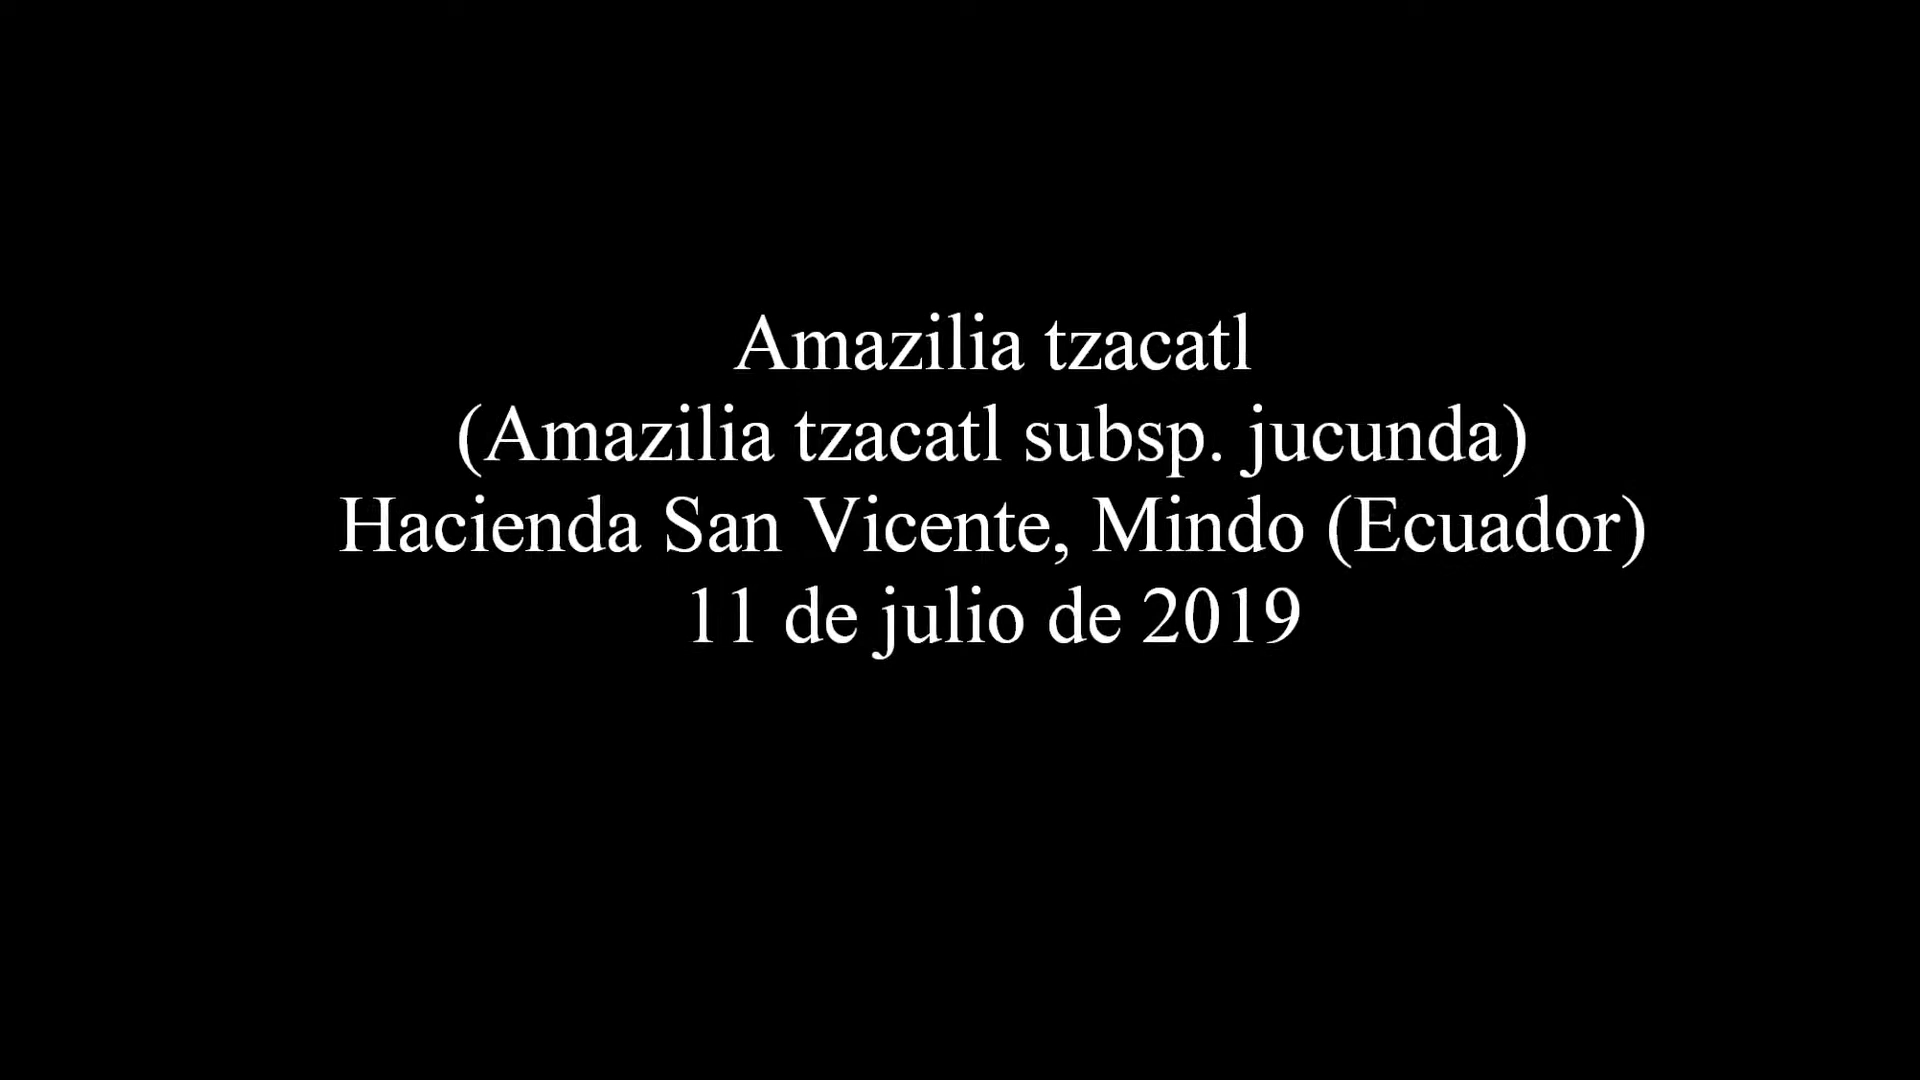 Amazilia tzacatl
(Amazilia tzacatl subsp. jucunda)
Hacienda San Vicente, Mindo (Ecuador)
11 de julio de 2019